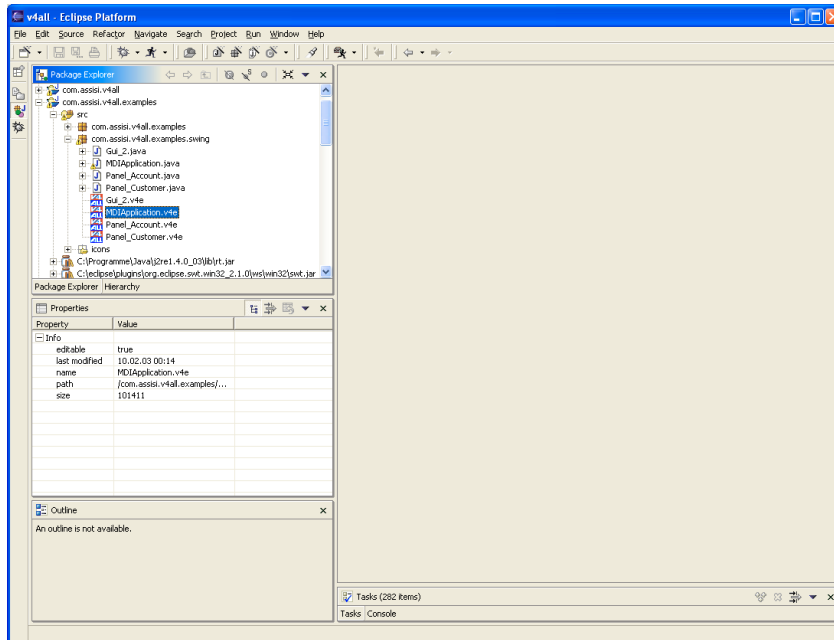 v4all - Eclipse Platform
File Edit Source Refactor Navigate Search Project Run Window Help
Package Explorer
com.assisi.v4all
com.assisi.v4all.examples
src
com.assisi.v4all.examples
com.assisi.v4all.examples.swing
Gui_2.java
MDIApplication.java
Panel_Account.java
Panel_Customer.java
Gui_2.v4e
MDIApplication.v4e
Panel_Account.v4e
Panel_Customer.v4e
icons
C:\Programme\Java\j2re1.4.0_03\lib\rt.jar
C:\eclipse\plugins\org.eclipse.swt.win32_2.1.0\ws\win32\swt.jar
Package Explorer Hierarchy
Properties
Property Value
Info
editable true
last modified 10.02.03 00:14
name MDIApplication.v4e
path /com.assisi.v4all.examples/...
size 101411
Outline
An outline is not available.
Tasks (282 items)
Tasks Console